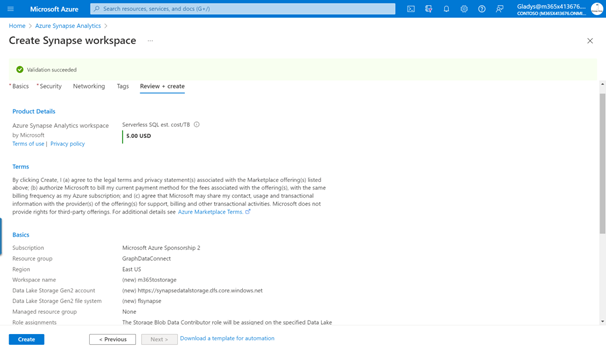 Microsoft Azure
Search resources, services, and docs (G+/)
Gladys@m365x413676....
CONTOSO (M365X413676.ONMI...
Home > Azure Synapse Analytics >
Create Synapse workspace ...
Validation succeeded
* Basics * Security Networking Tags Review + create
Product Details
Azure Synapse Analytics workspace
by Microsoft
Terms of use | Privacy policy
Serverless SQL est. cost/TB
5.00 USD
Terms
By clicking Create, I (a) agree to the legal terms and privacy statement(s) associated with the Marketplace offering(s) listed
above; (b) authorize Microsoft to bill my current payment method for the fees associated with the offering(s), with the same
billing frequency as my Azure subscription; and (c) agree that Microsoft may share my contact, usage and transactional
information with the provider(s) of the offering(s) for support, billing and other transactional activities. Microsoft does not
provide rights for third-party offerings. For additional details see Azure Marketplace Terms
Basics
Subscription Microsoft Azure Sponsorship 2
Resource group GraphDataConnect
Region East US
Workspace name (new) m365tostorage
Data Lake Storage Gen2 account (new) https://synapsedatalstorage.dfs.core.windows.net
Data Lake Storage Gen2 file system (new) flsynapse
Managed resource group None
Role assignments The Storage Blob Data Contributor role will be assigned on the specified Data Lake
Create < Previous Next > Download a template for automation